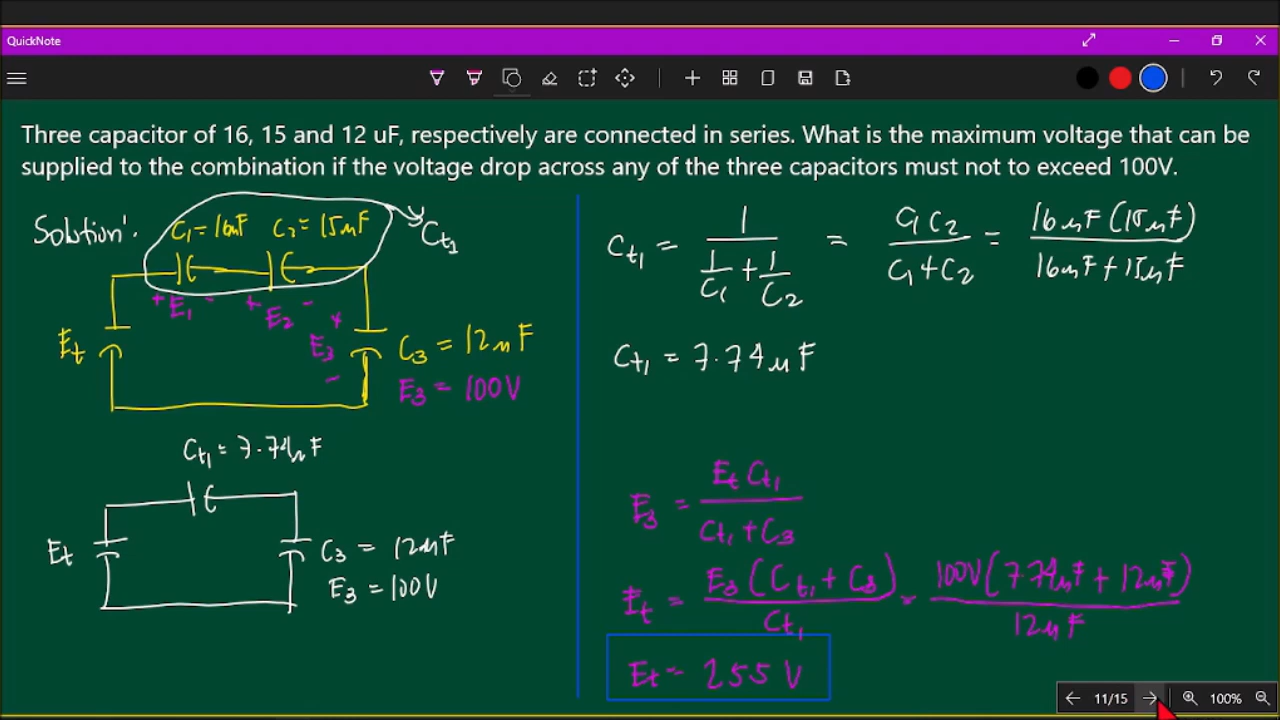 QuickNote
Three capacitor of 16, 15 and 12 uF, respectively are connected in series. What is the maximum voltage that can be
supplied to the combination if the voltage drop across any of the three capacitors must not to exceed 100V.
Solution:
C1=16uF C2=15uF
Ct1
+ E1 - + E2 -
Et
+ E3 -
C3 = 12uF
E3 = 100V
Ct1 = 7.74uF
Et
C3 = 12uF
E3 = 100V
Ct1 = 1 / (1/C1 + 1/C2) = C1C2 / (C1+C2) = 16uF(15uF) / (16uF+15uF)
Ct1 = 7.74uF
E3 = Et Ct1 / (Ct1+C3)
Et = E3(Ct1+C3) / Ct1 = 100V(7.74uF+12uF) / 12uF
Et = 255V
11/15
100%